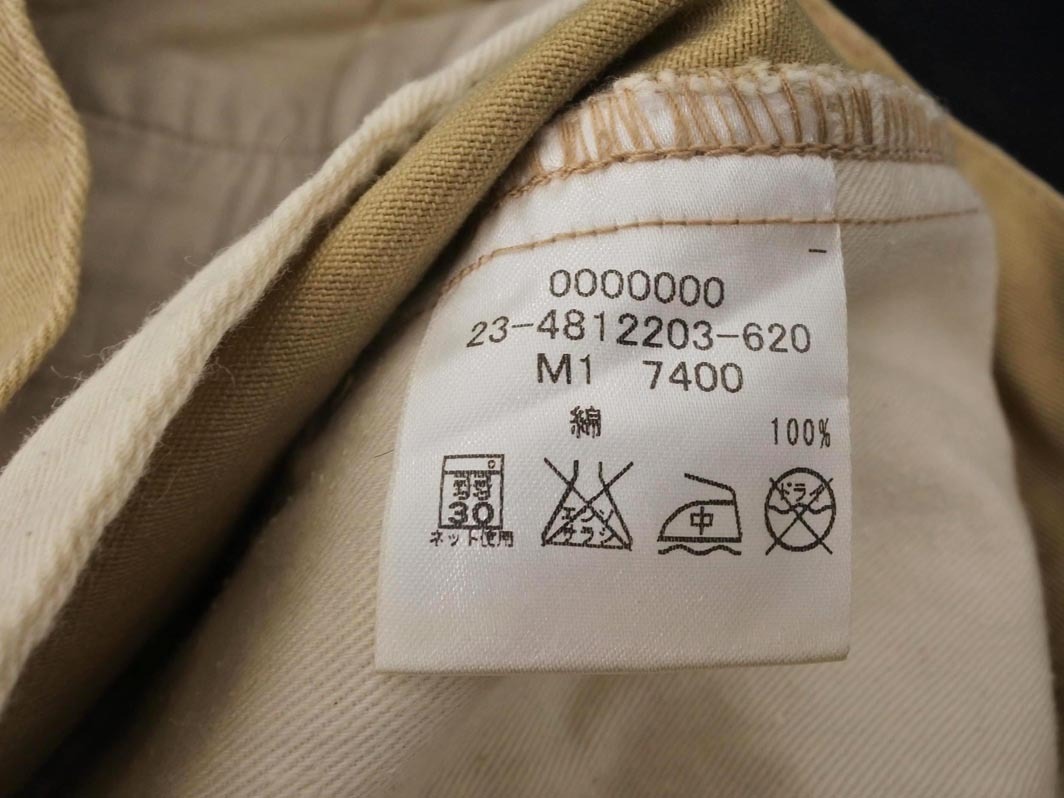 0000000
23-4812203-620
M1 7400
綿 100%
弱 30
ネット使用
エンソ サラシ
中
ドライ